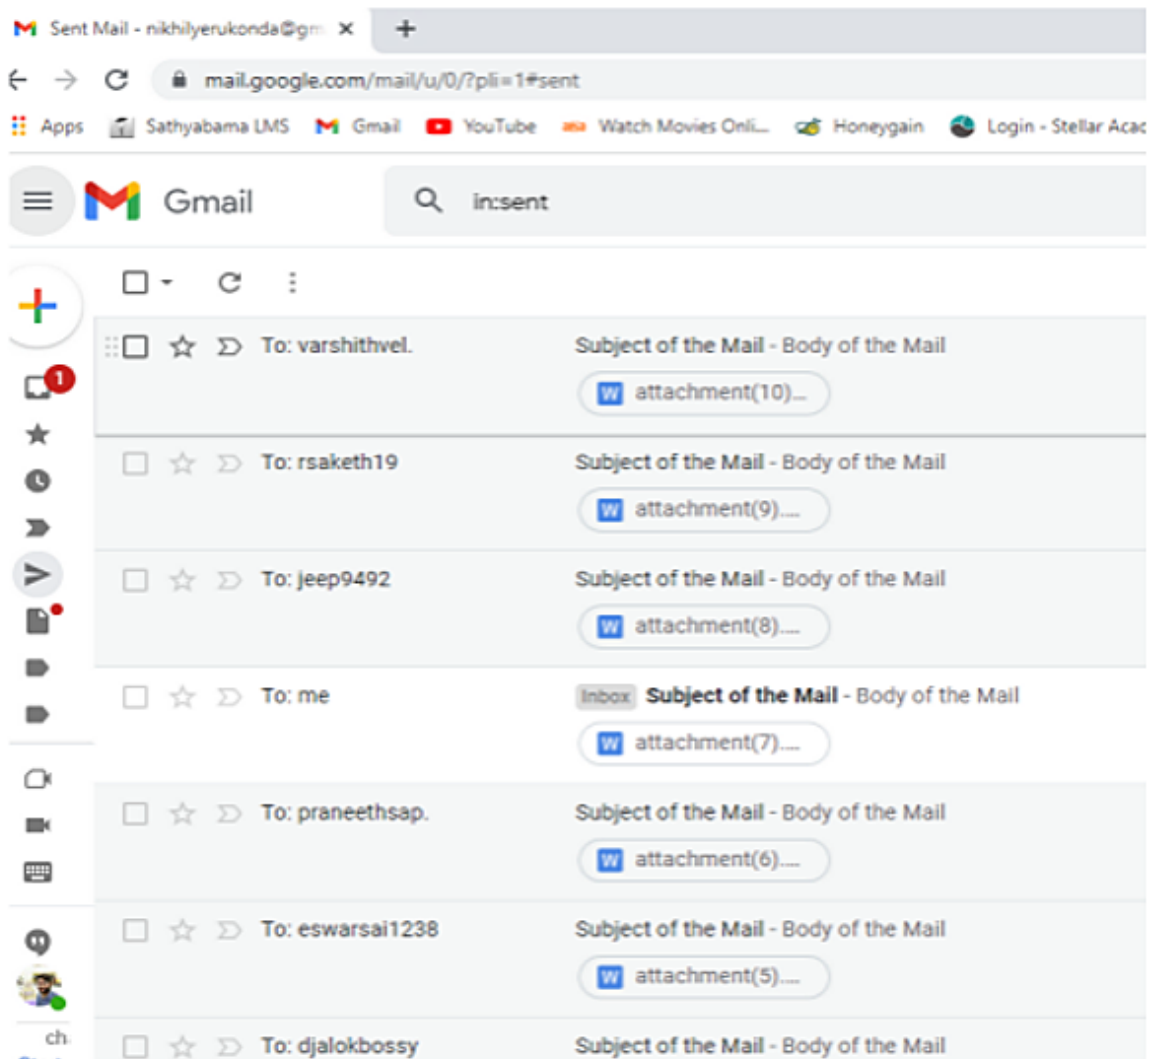 Sent Mail - nikhilyerukonda@gm
mail.google.com/mail/u/0/?pli=1#sent
Apps Sathyabama LMS Gmail YouTube Watch Movies Onli... Honeygain Login - Stellar Acad
Gmail in:sent
To: varshithvel. Subject of the Mail - Body of the Mail
W attachment(10)...
1
To: rsaketh19 Subject of the Mail - Body of the Mail
W attachment(9)....
To: jeep9492 Subject of the Mail - Body of the Mail
W attachment(8)....
To: me Inbox Subject of the Mail - Body of the Mail
W attachment(7)....
To: praneethsap. Subject of the Mail - Body of the Mail
W attachment(6)....
To: eswarsai1238 Subject of the Mail - Body of the Mail
W attachment(5)....
ch
To: djalokbossy Subject of the Mail - Body of the Mail